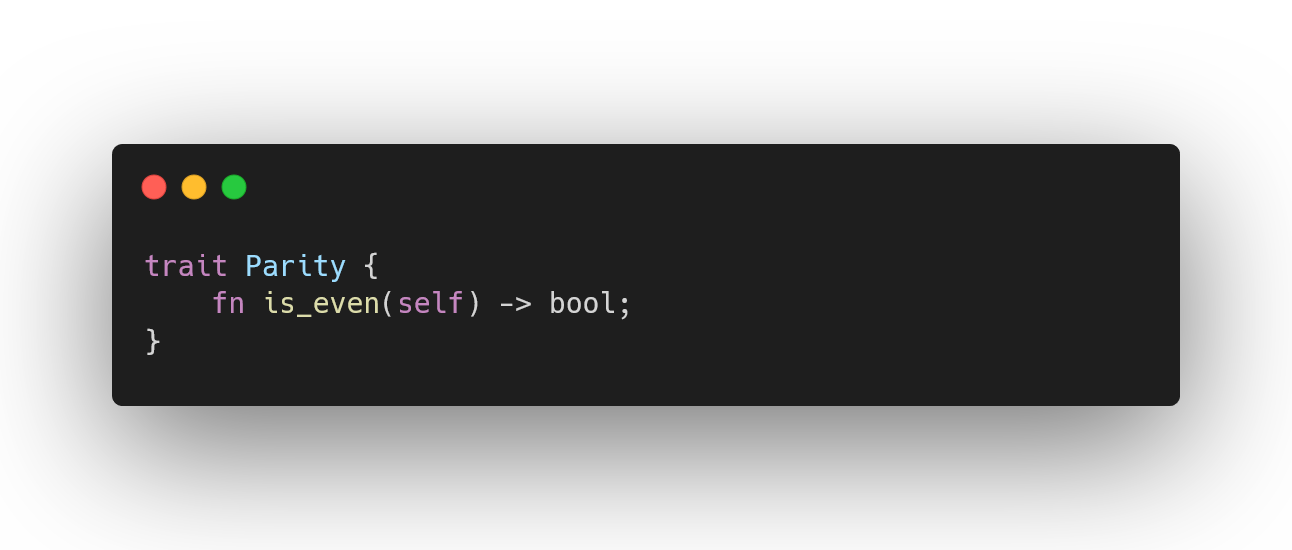 trait Parity {
    fn is_even(self) -> bool;
}